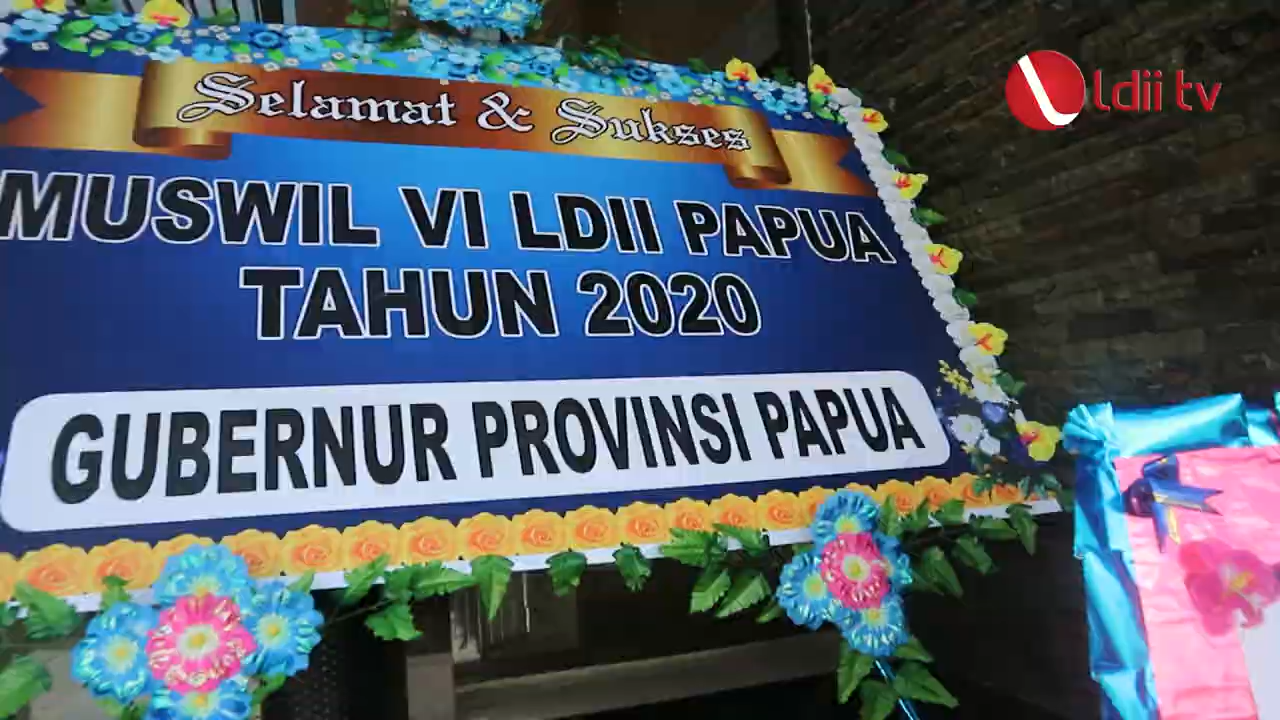 Selamat & Sukses
MUSWIL VI LDII PAPUA
TAHUN 2020
GUBERNUR PROVINSI PAPUA
Ldii tv